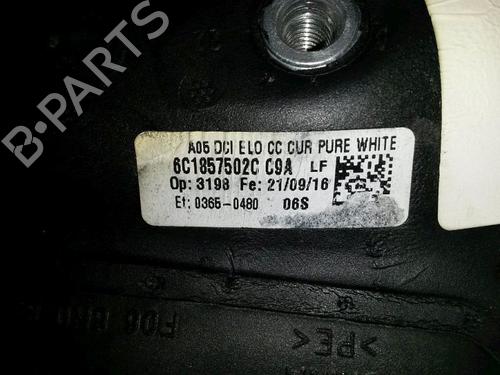 B-PARTS
A05 DCI ELO CC CUR PURE WHITE
6C1857502C C9A LF
Op: 3198 Fe: 21/09/16
Et: 0365-0480 06S
>PE<